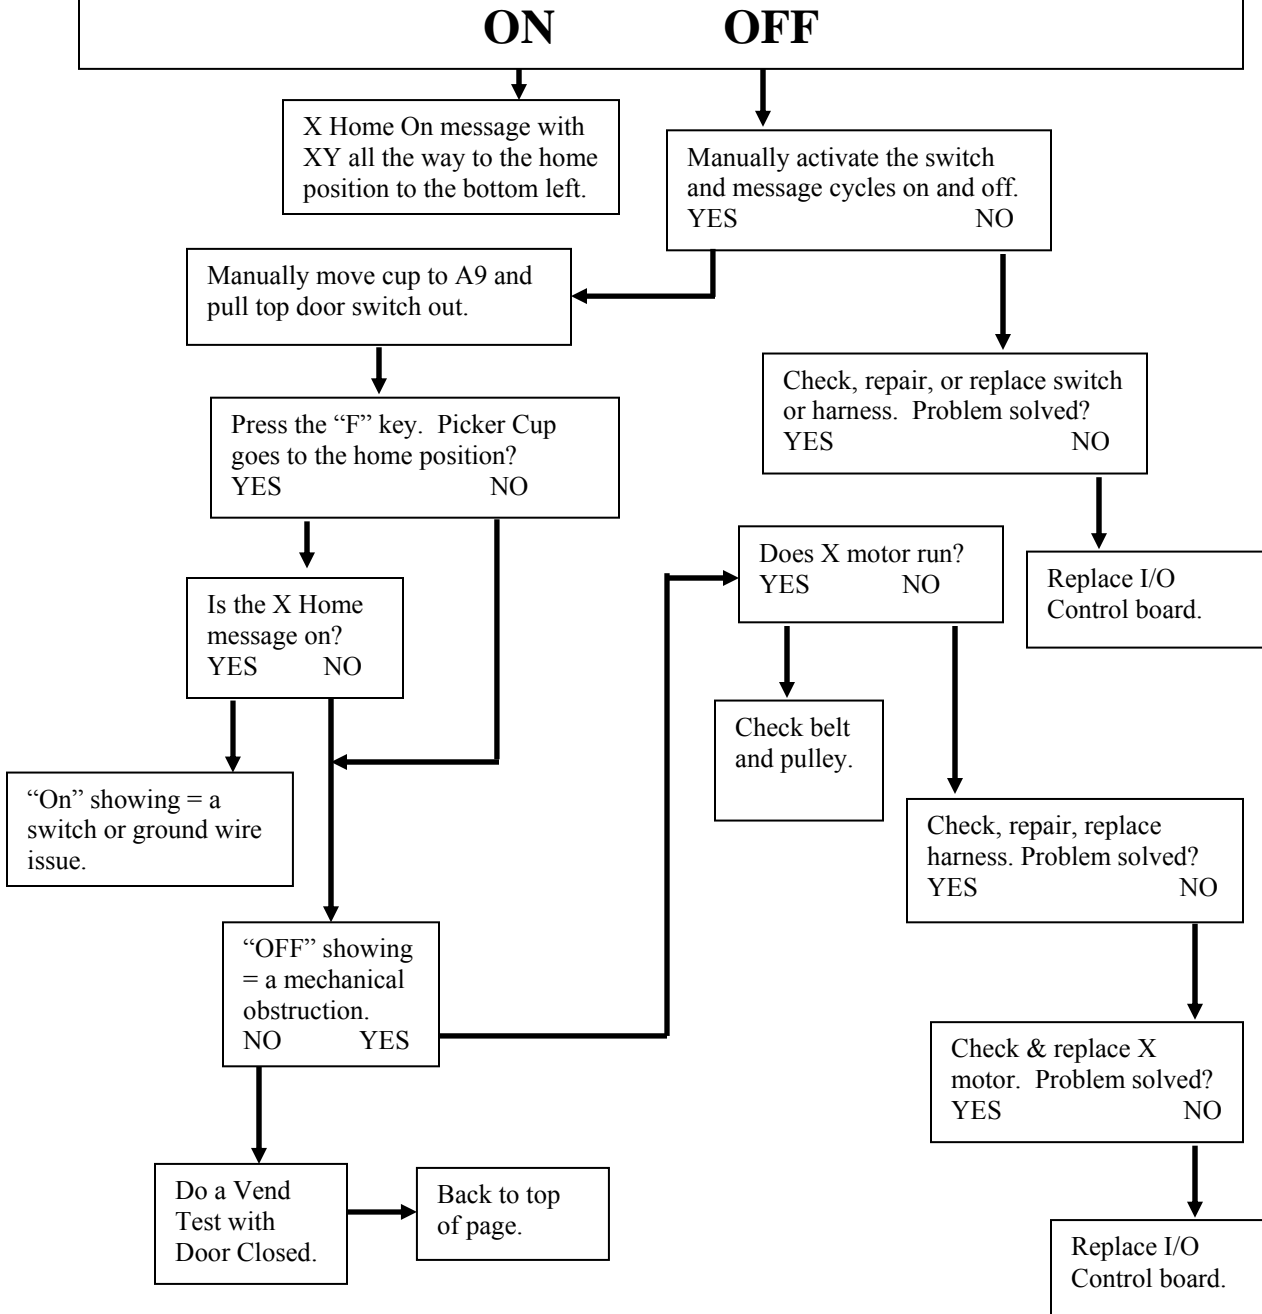 ON OFF
X Home On message with
XY all the way to the home
position to the bottom left.
Manually activate the switch
and message cycles on and off.
YES NO
Manually move cup to A9 and
pull top door switch out.
Check, repair, or replace switch
or harness. Problem solved?
YES NO
Press the “F” key. Picker Cup
goes to the home position?
YES NO
Does X motor run?
YES NO
Replace I/O
Control board.
Is the X Home
message on?
YES NO
Check belt
and pulley.
“On” showing = a
switch or ground wire
issue.
Check, repair, replace
harness. Problem solved?
YES NO
“OFF” showing
= a mechanical
obstruction.
NO YES
Check & replace X
motor. Problem solved?
YES NO
Do a Vend
Test with
Door Closed.
Back to top
of page.
Replace I/O
Control board.